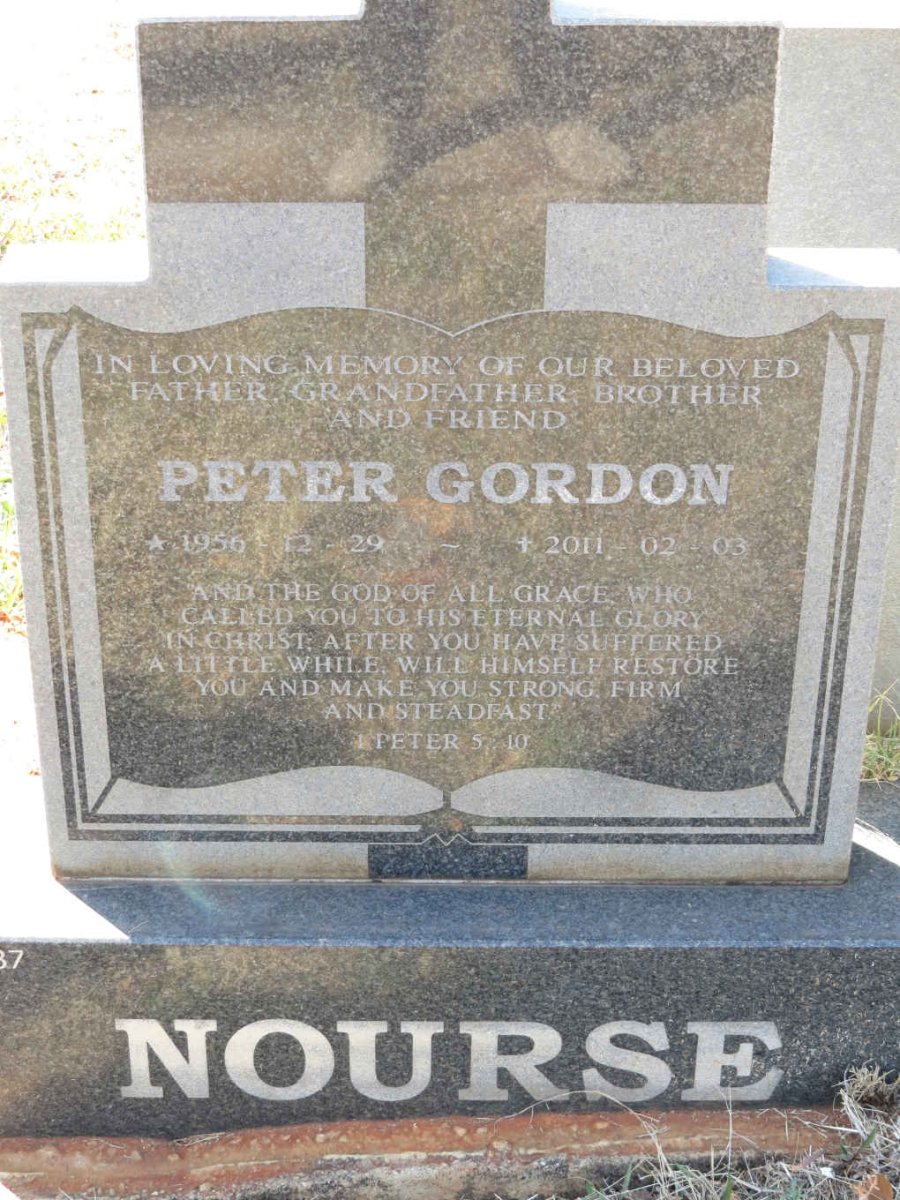 IN LOVING MEMORY OF OUR BELOVED
FATHER, GRANDFATHER, BROTHER
AND FRIEND
PETER GORDON
★ 1956 - 12 - 29 ~ ✝ 2011 - 02 - 03
AND THE GOD OF ALL GRACE, WHO
CALLED YOU TO HIS ETERNAL GLORY
IN CHRIST, AFTER YOU HAVE SUFFERED
A LITTLE WHILE, WILL HIMSELF RESTORE
YOU AND MAKE YOU STRONG, FIRM
AND STEADFAST"
1 PETER 5 : 10
37
NOURSE